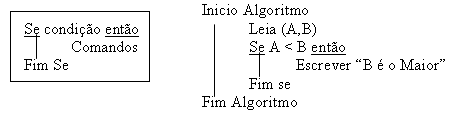 Se condição então
Comandos
Fim Se
Inicio Algoritmo
Leia (A,B)
Se A < B então
Escrever “B é o Maior”
Fim se
Fim Algoritmo